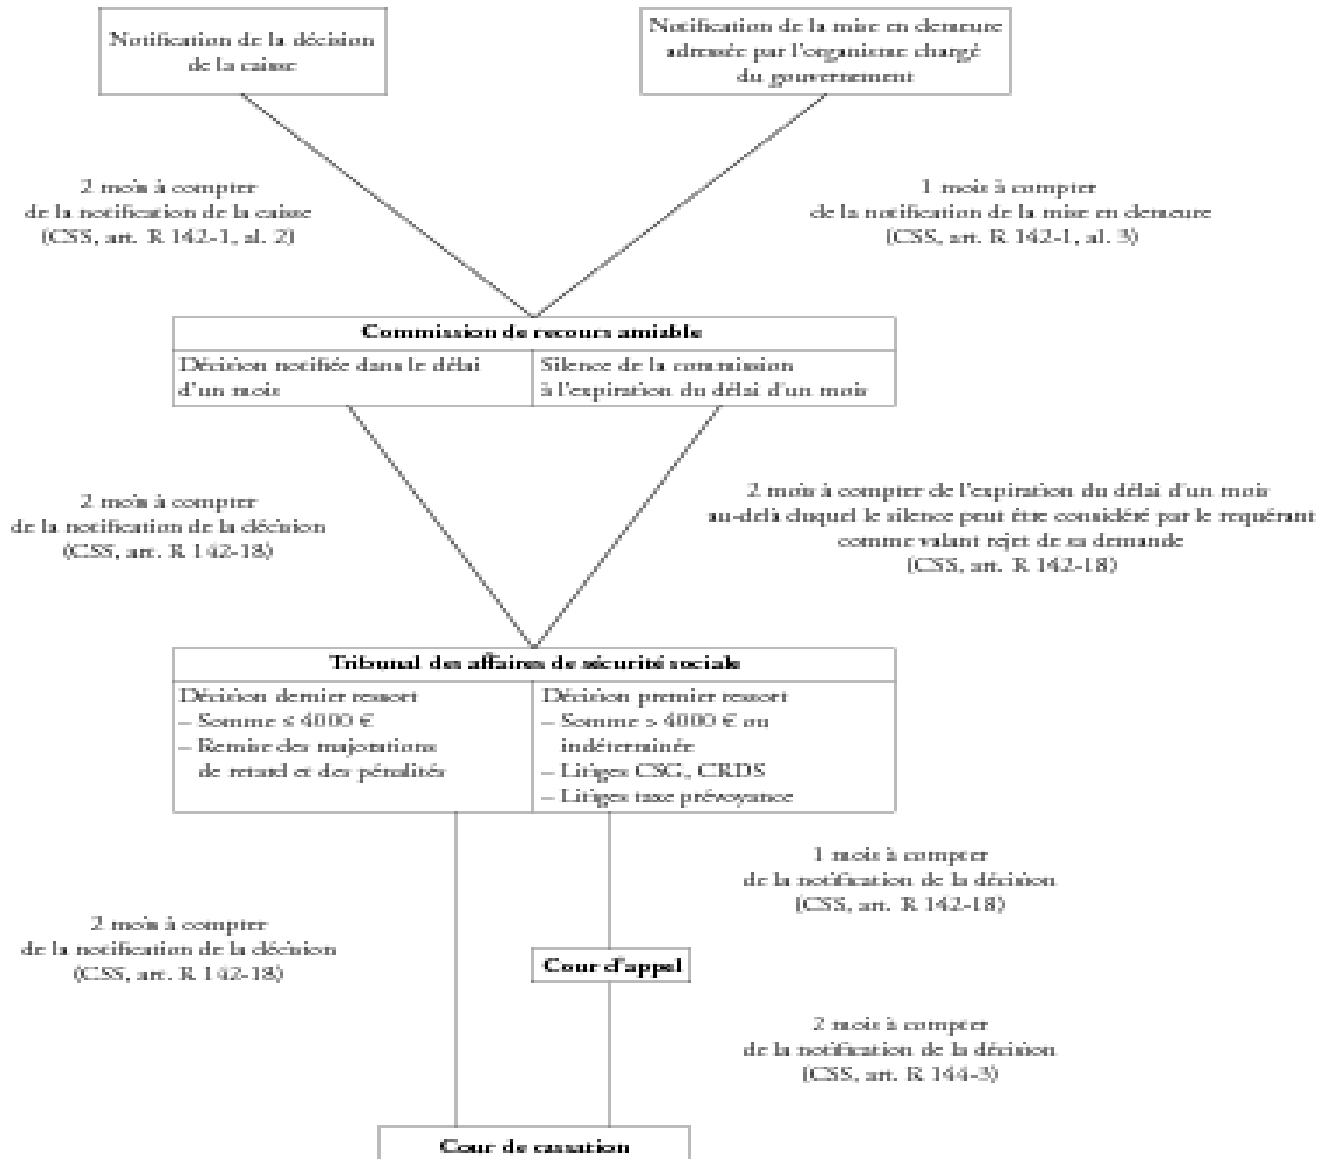 Notification de la décision
de la caisse
Notification de la mise en demeure
adressée par l'organisme chargé
du gouvernement
2 mois à compter
de la notification de la caisse
(CSS, art. R 142-1, al. 2)
1 mois à compter
de la notification de la mise en demeure
(CSS, art. R 142-1, al. 3)
Commission de recours amiable
Décision notifiée dans le délai
d'un mois
Silence de la commission
à l'expiration du délai d'un mois
2 mois à compter
de la notification de la décision
(CSS, art. R 142-18)
2 mois à compter de l'expiration du délai d'un mois
au-delà duquel le silence peut être considéré par le requérant
comme valant rejet de sa demande
(CSS, art. R 142-18)
Tribunal des affaires de sécurité sociale
Décision dernier ressort
– Somme ≤ 4000 €
– Remise des majorations
de retard et des pénalités
Décision premier ressort
– Somme > 4000 € ou
indéterminée
– Litiges CSG, CRDS
– Litiges taxe prévoyance
1 mois à compter
de la notification de la décision
(CSS, art. R 142-18)
2 mois à compter
de la notification de la décision
(CSS, art. R 142-18)
Cour d'appel
2 mois à compter
de la notification de la décision
(CSS, art. R 144-3)
Cour de cassation